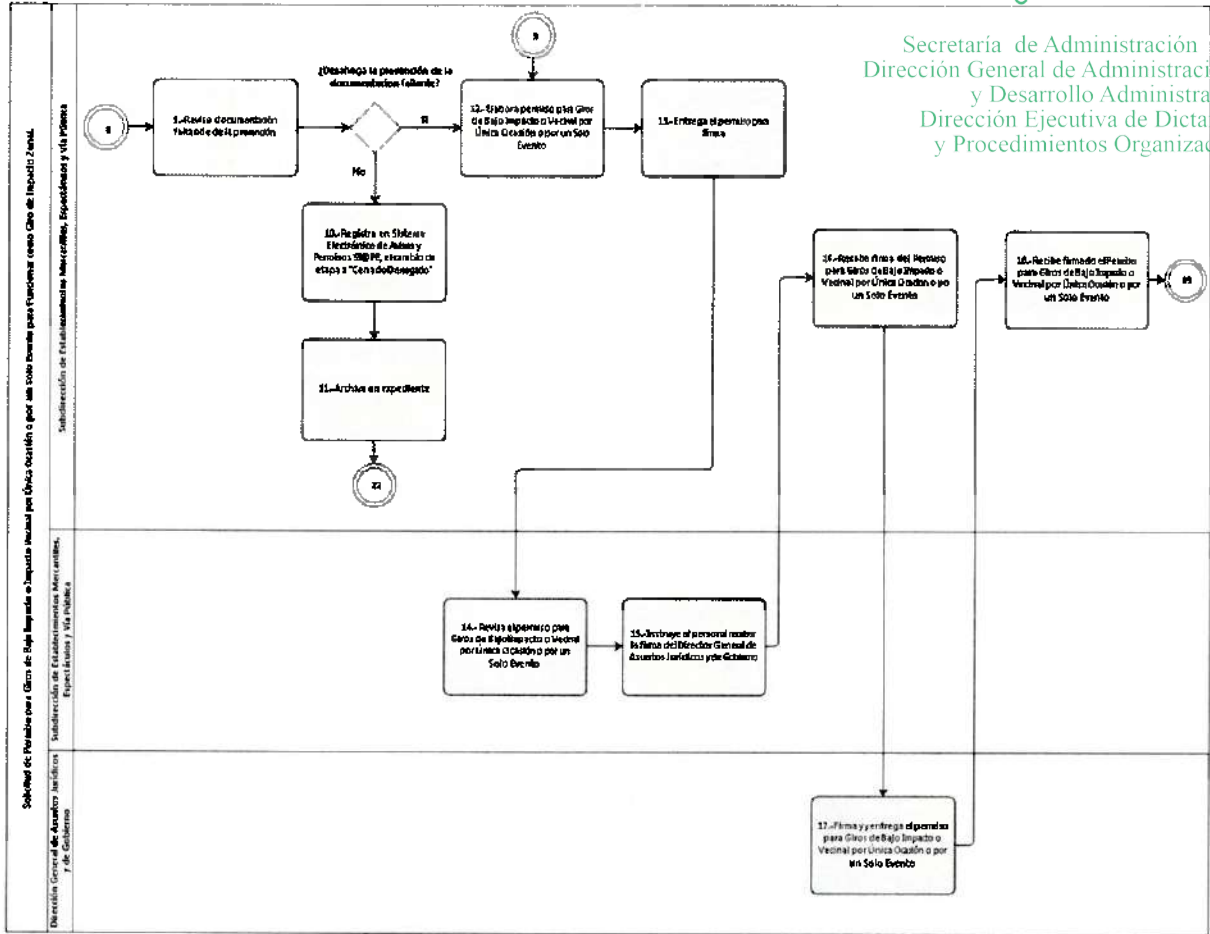 Secretaría de Administración
Dirección General de Administraci
y Desarrollo Administra
Dirección Ejecutiva de Dicta
y Procedimientos Organizac
Solicitud de Permiso para Giros de Bajo Impacto o Impacto Vecinal por Única Ocasión o por un Solo Evento para Funcionar como Giro de Impacto Zonal.
Subdirección de Establecimientos Mercantiles, Espectáculos y Vía Pública
9.-Revisa documentación
faltante de la prevención
¿Desahoga la prevención de la
documentacion faltante?
Si
No
10.-Registra en Sistema
Electrónico de Avisos y
Permisos, el cambio de
etapa a "Cerrado Denegado"
11.-Archiva en expediente
22
12.-Elabora permiso para Giros
de Bajo Impacto o Vecinal por
Única Ocasión o por un Solo
Evento
13.-Entrega el permiso para
firma
16.-Recaba firma del Permiso
para Giros de Bajo Impacto o
Vecinal por Única Ocasión o po
un Solo Evento
18.-Recibe firmado el Permiso
para Giros de Bajo Impacto o
Vecinal por Única Ocasión o por
un Solo Evento
Subdirección de Establecimientos Mercantiles,
Espectáculos y Vía Pública
14.-Revisa el permiso para
Giros de Bajo Impacto o Vecinal
por Única Ocasión o por un
Solo Evento
15.-Instruye al personal recabar
la firma del Director General de
Asuntos Jurídicos y de Gobierno
Dirección General de Asuntos Jurídicos
y de Gobierno
17.-Firma y entrega el permiso
para Giros de Bajo Impacto o
Vecinal por Única Ocasión o por
un Solo Evento